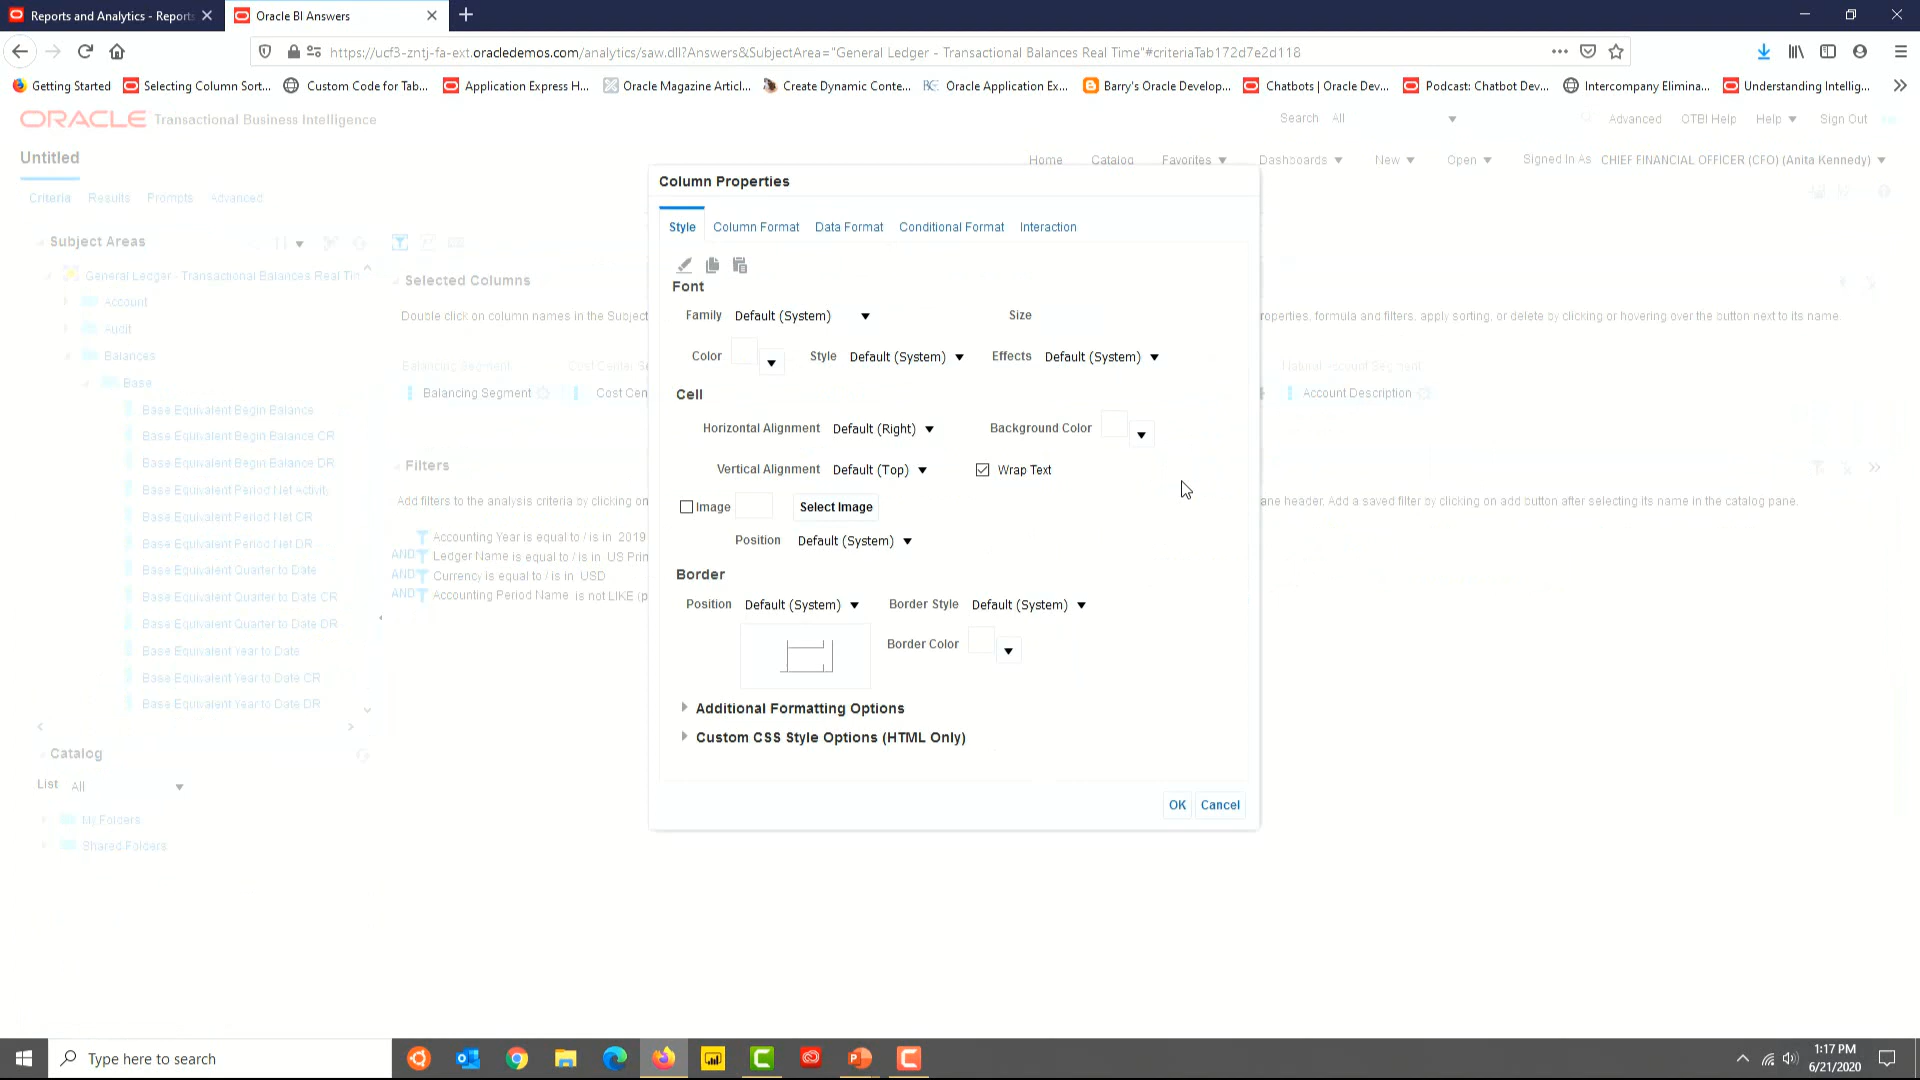 Reports and Analytics - Reports
Oracle BI Answers
https://ucf3-zntj-fa-ext.oracledemos.com/analytics/saw.dll?Answers&SubjectArea="General Ledger - Transactional Balances Real Time"#criteriaTab172d7e2d118
Getting Started
Selecting Column Sort...
Custom Code for Tab...
Application Express H...
Oracle Magazine Articl...
Create Dynamic Conte...
Oracle Application Ex...
Barry's Oracle Develop...
Chatbots | Oracle Dev...
Podcast: Chatbot Dev...
Intercompany Elimina...
Understanding Intellig...
ORACLE Transactional Business Intelligence
Search All
Advanced
OTBI Help
Help
Sign Out
Untitled
Home
Catalog
Favorites
Dashboards
New
Open
Signed In As CHIEF FINANCIAL OFFICER (CFO) (Anita Kennedy)
Criteria
Results
Prompts
Advanced
Column Properties
Style
Column Format
Data Format
Conditional Format
Interaction
Subject Areas
General Ledger - Transactional Balances Real Tim
Account
Audit
Balances
Base
Base Equivalent Begin Balance
Base Equivalent Begin Balance CR
Base Equivalent Begin Balance DR
Base Equivalent Period Net Activity
Base Equivalent Period Net CR
Base Equivalent Period Net DR
Base Equivalent Quarter to Date
Base Equivalent Quarter to Date CR
Base Equivalent Quarter to Date DR
Base Equivalent Year to Date
Base Equivalent Year to Date CR
Base Equivalent Year to Date DR
Catalog
List All
My Folders
Shared Folders
Selected Columns
Double click on column names in the Subject
operties, formula and filters, apply sorting, or delete by clicking or hovering over the button next to its name.
Balancing Segment
Cost Center Se
Natural Account Segment
Balancing Segment
Cost Cen
Account Description
Filters
Add filters to the analysis criteria by clicking on
ane header. Add a saved filter by clicking on add button after selecting its name in the catalog pane.
Accounting Year is equal to / is in 2019
AND Ledger Name is equal to / is in US Prim
AND Currency is equal to / is in USD
AND Accounting Period Name is not LIKE (p
Font
Family Default (System)
Size
Color
Style Default (System)
Effects Default (System)
Cell
Horizontal Alignment Default (Right)
Background Color
Vertical Alignment Default (Top)
Wrap Text
Image
Select Image
Position Default (System)
Border
Position Default (System)
Border Style Default (System)
Border Color
Additional Formatting Options
Custom CSS Style Options (HTML Only)
OK
Cancel
Type here to search
1:17 PM
6/21/2020